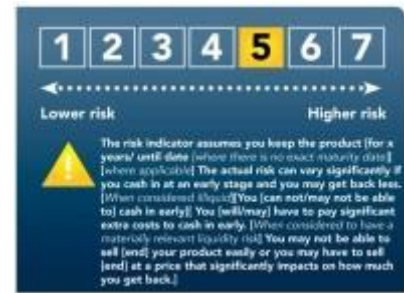 1 2 3 4 5 6 7
Lower risk Higher risk
The risk indicator assumes you keep the product [for x
years/ until date [where there is no exact maturity date]]
[where applicable] The actual risk can vary significantly if
you cash in at an early stage and you may get back less.
[When considered illiquid][You [can not/may not be able
to] cash in early][ You [will/may] have to pay significant
extra costs to cash in early. [When considered to have a
materially relevant liquidity risk] You may not be able to
sell [end] your product easily or you may have to sell
[end] at a price that significantly impacts on how much
you get back.]